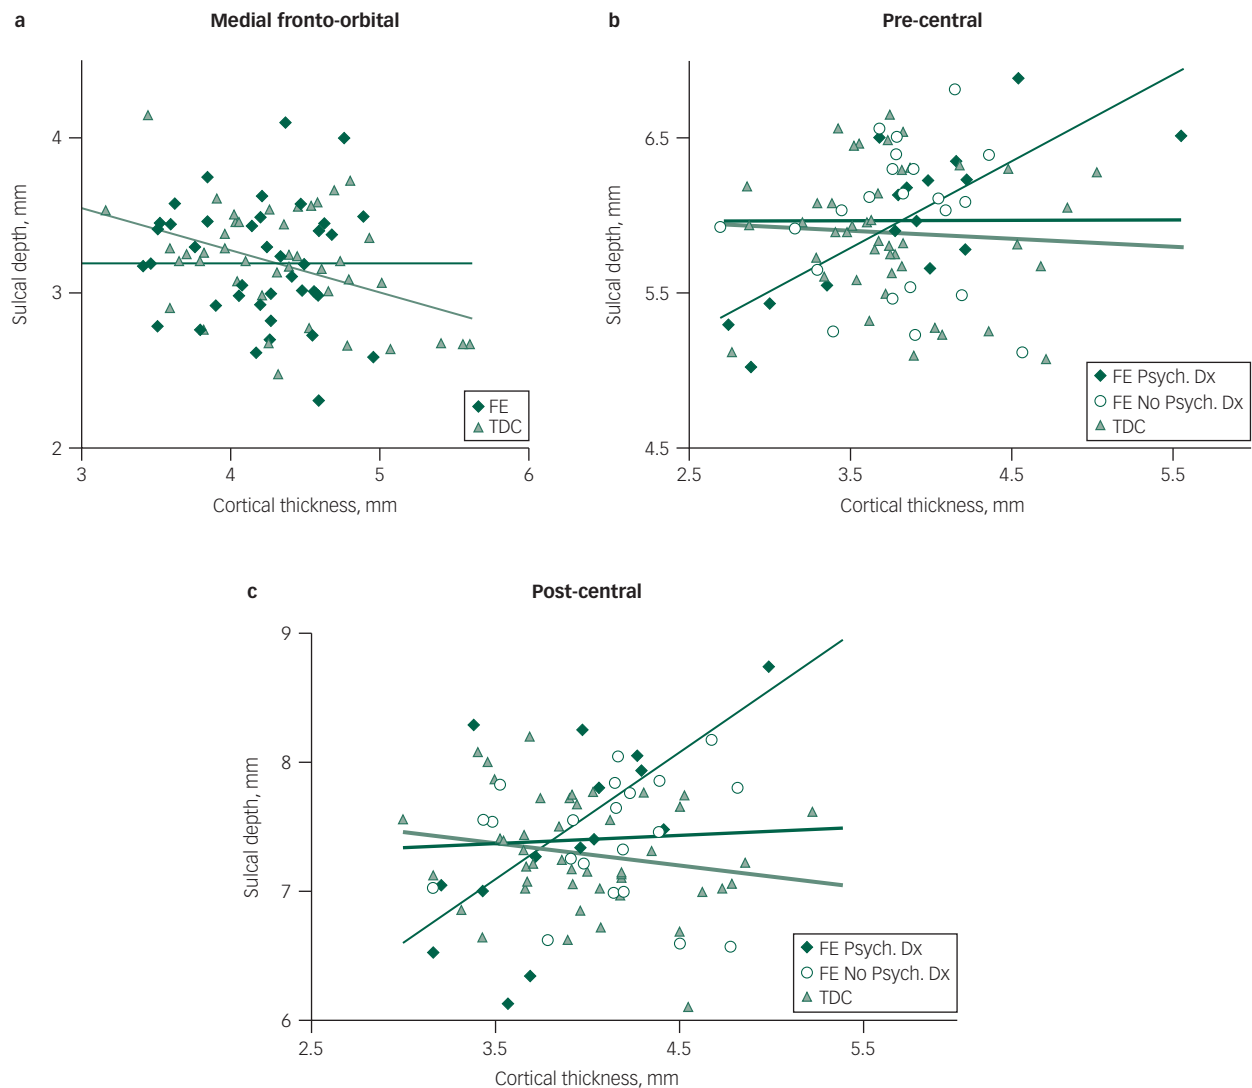 a
Medial fronto-orbital
4
3
2
3
4
5
6
Sulcal depth, mm
Cortical thickness, mm
FE
TDC
b
Pre-central
6.5
5.5
4.5
2.5
3.5
4.5
5.5
Sulcal depth, mm
Cortical thickness, mm
FE Psych. Dx
FE No Psych. Dx
TDC
c
Post-central
9
8
7
6
2.5
3.5
4.5
5.5
Sulcal depth, mm
Cortical thickness, mm
FE Psych. Dx
FE No Psych. Dx
TDC